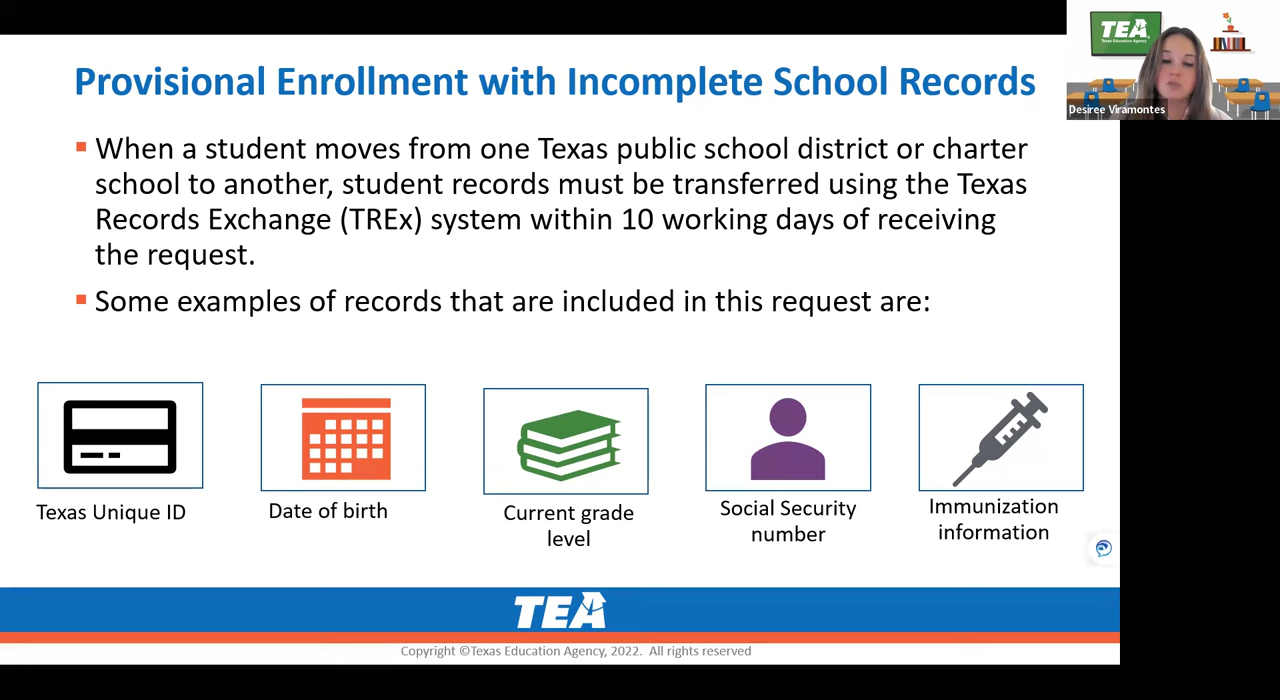 TEA
Texas Education Agency
Desiree Viramontes
Provisional Enrollment with Incomplete School Records
When a student moves from one Texas public school district or charter
school to another, student records must be transferred using the Texas
Records Exchange (TREx) system within 10 working days of receiving
the request.
Some examples of records that are included in this request are:
Texas Unique ID
Date of birth
Current grade
level
Social Security
number
Immunization
information
TEA
Copyright ©Texas Education Agency, 2022. All rights reserved